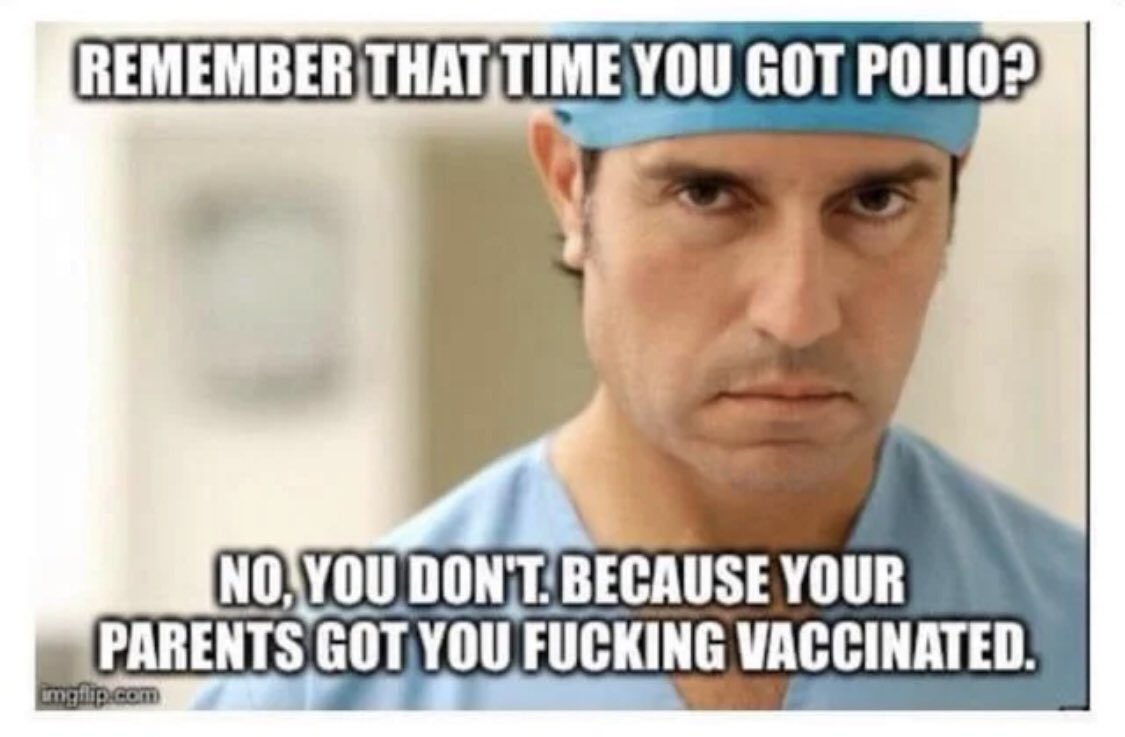 REMEMBER THAT TIME YOU GOT POLIO?
NO, YOU DON'T. BECAUSE YOUR
PARENTS GOT YOU FUCKING VACCINATED.
imgflip.com